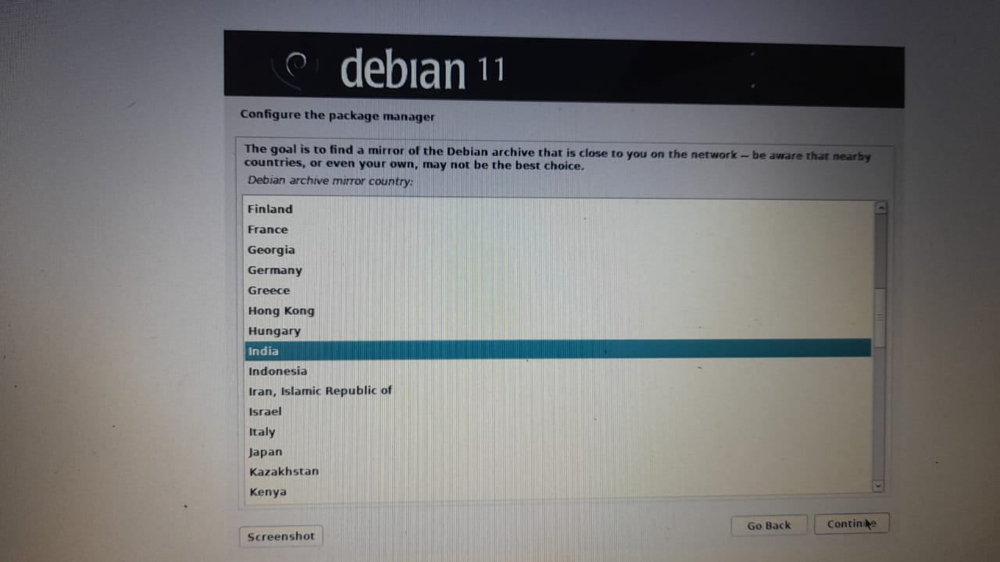 debian 11
Configure the package manager
The goal is to find a mirror of the Debian archive that is close to you on the network -- be aware that nearby
countries, or even your own, may not be the best choice.
Debian archive mirror country:
Finland
France
Georgia
Germany
Greece
Hong Kong
Hungary
India
Indonesia
Iran, Islamic Republic of
Israel
Italy
Japan
Kazakhstan
Kenya
Screenshot
Go Back
Continue